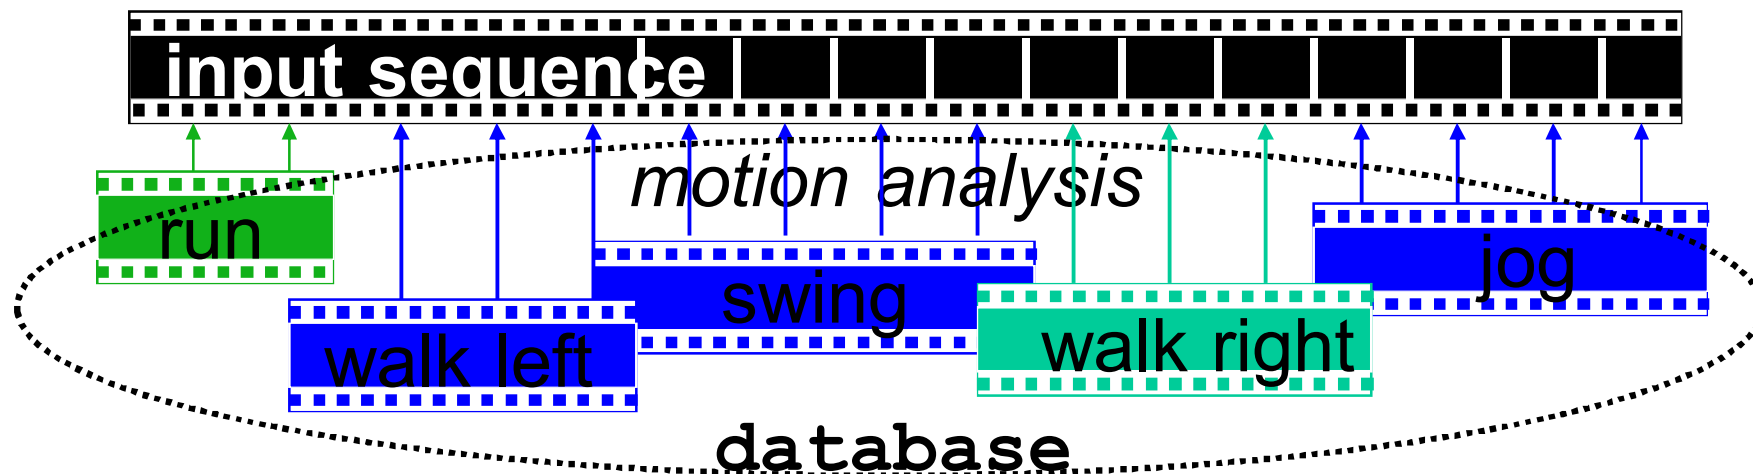 input sequence
motion analysis
run
swing
jog
walk left
walk right
database